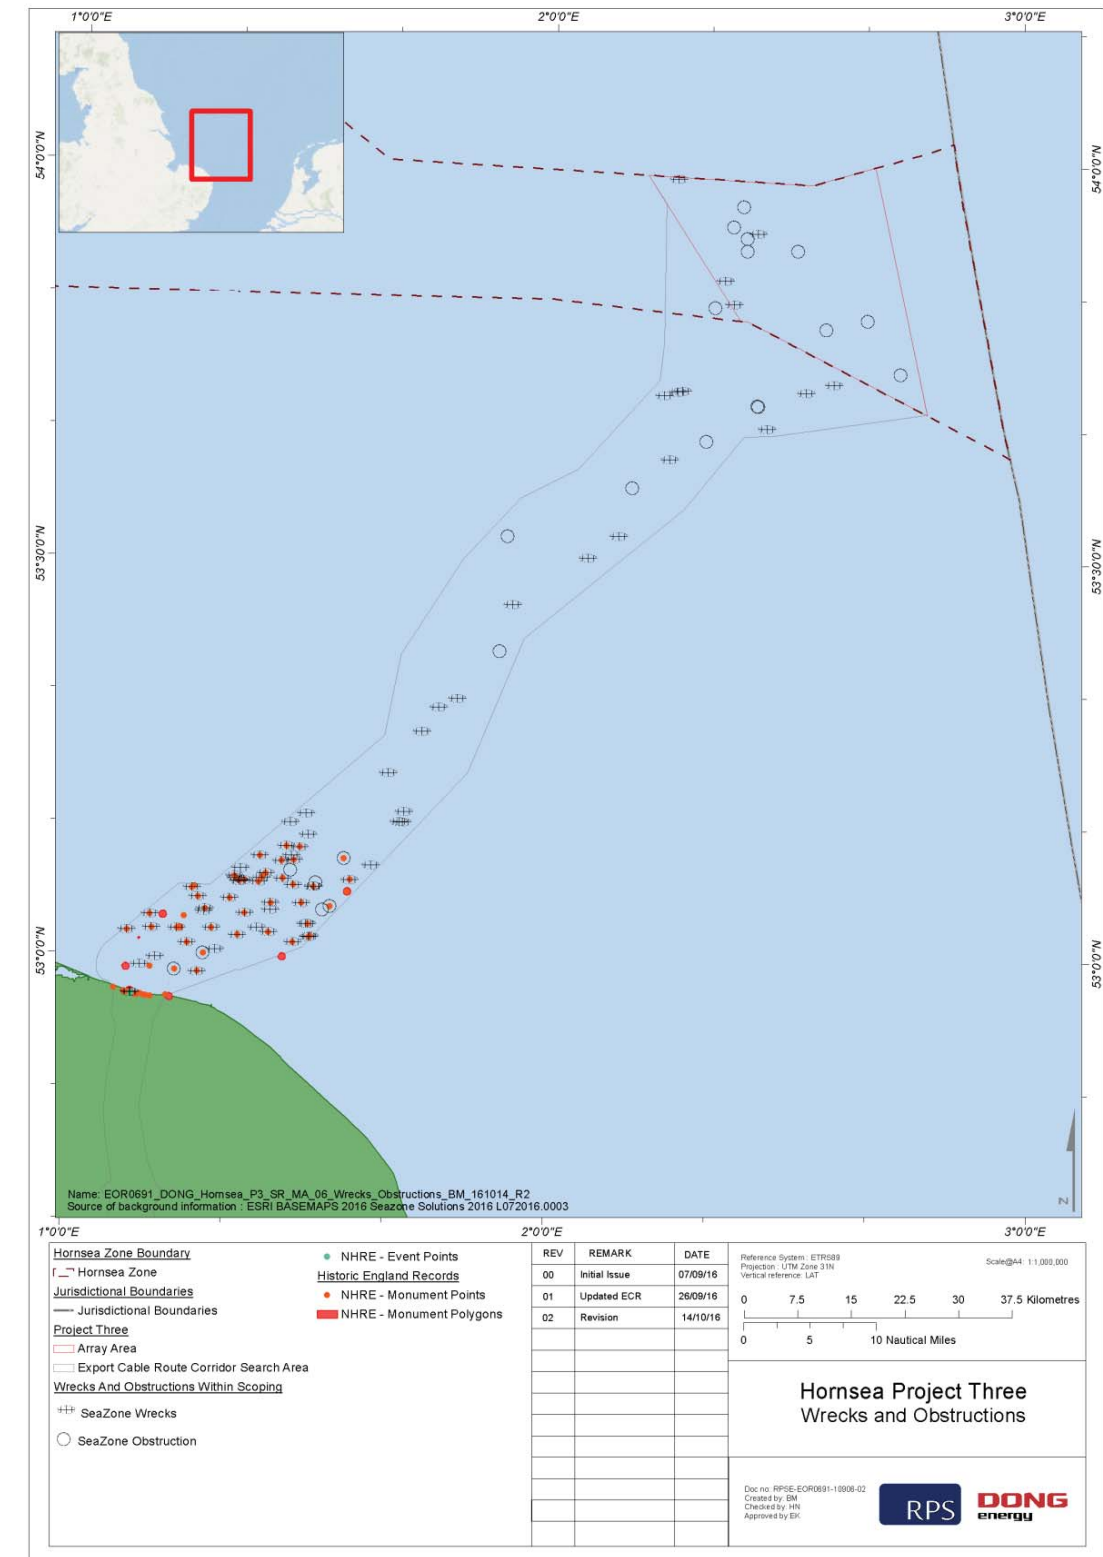 1°0'0"E 2°0'0"E 3°0'0"E
54°0'0"N 54°0'0"N
53°30'0"N 53°30'0"N
53°0'0"N 53°0'0"N
N
Name: EOR0691_DONG_Hornsea_P3_SR_MA_06_Wrecks_Obstructions_BM_161014_R2
Source of background information : ESRI BASEMAPS 2016 Seazone Solutions 2016 L072016.0003
1°0'0"E 2°0'0"E 3°0'0"E
Hornsea Zone Boundary
Hornsea Zone
Jurisdictional Boundaries
Jurisdictional Boundaries
Project Three
Array Area
Export Cable Route Corridor Search Area
Wrecks And Obstructions Within Scoping
SeaZone Wrecks
SeaZone Obstruction
NHRE - Event Points
Historic England Records
NHRE - Monument Points
NHRE - Monument Polygons
REV REMARK DATE
00 Initial Issue 07/09/16
01 Updated ECR 26/09/16
02 Revision 14/10/16
Reference System : ETRS89
Projection : UTM Zone 31N
Vertical reference: LAT
Scale@A4: 1:1,000,000
0 7.5 15 22.5 30 37.5 Kilometres
0 5 10 Nautical Miles
Hornsea Project Three
Wrecks and Obstructions
Doc no: RPSE-EOR0691-10906-02
Created by: BM
Checked by: HN
Approved by EK
RPS
DONG
energy